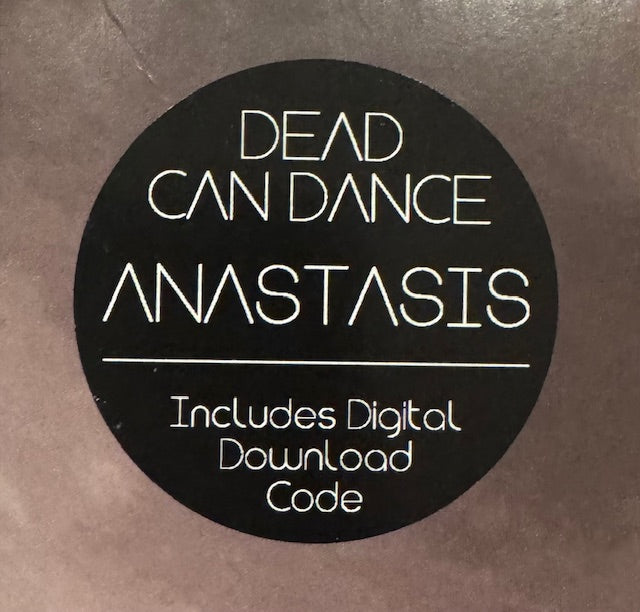 DEAD
CAN DANCE
ANASTASIS
Includes Digital
Download
Code